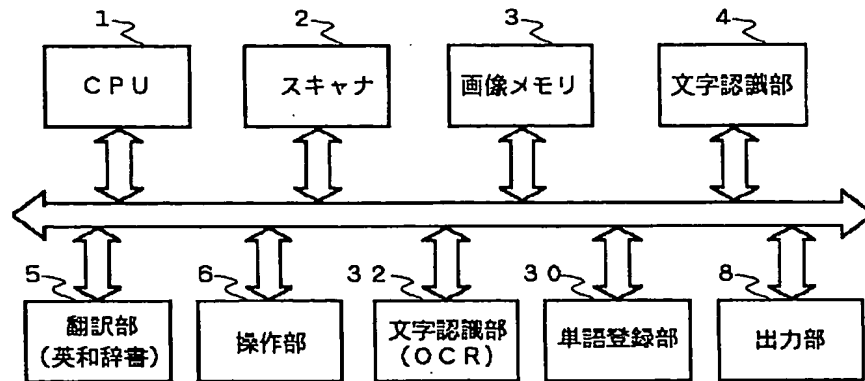 1 2 3 4
CPU スキャナ 画像メモリ 文字認識部
5 6 32 30 8
翻訳部 操作部 文字認識部 単語登録部 出力部
(英和辞書) (OCR)